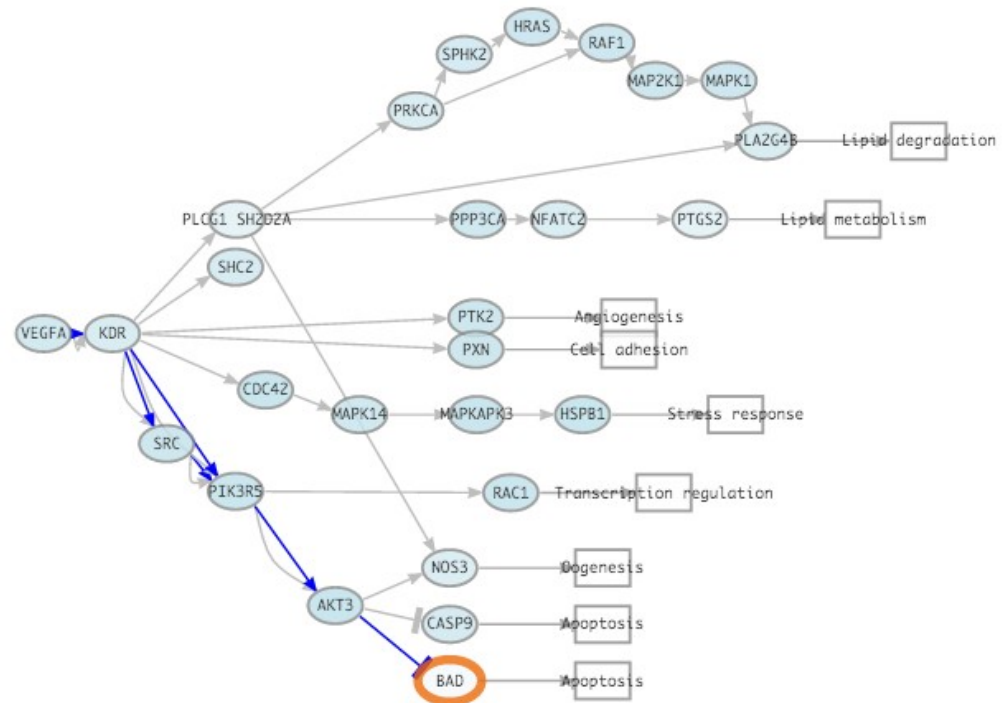 HRAS
RAF1
SPHK2
MAP2K1
MAPK1
PRKCA
PLA2G4B
Lipid degradation
PLCG1 SH2D2A
PPP3CA
NFATC2
PTGS2
Lipid metabolism
SHC2
VEGFA
KDR
PTK2
Angiogenesis
PXN
Cell adhesion
CDC42
MAPK14
MAPKAPK3
HSPB1
Stress response
SRC
PIK3R5
RAC1
Transcription regulation
NOS3
Oogenesis
AKT3
CASP9
Apoptosis
BAD
Apoptosis